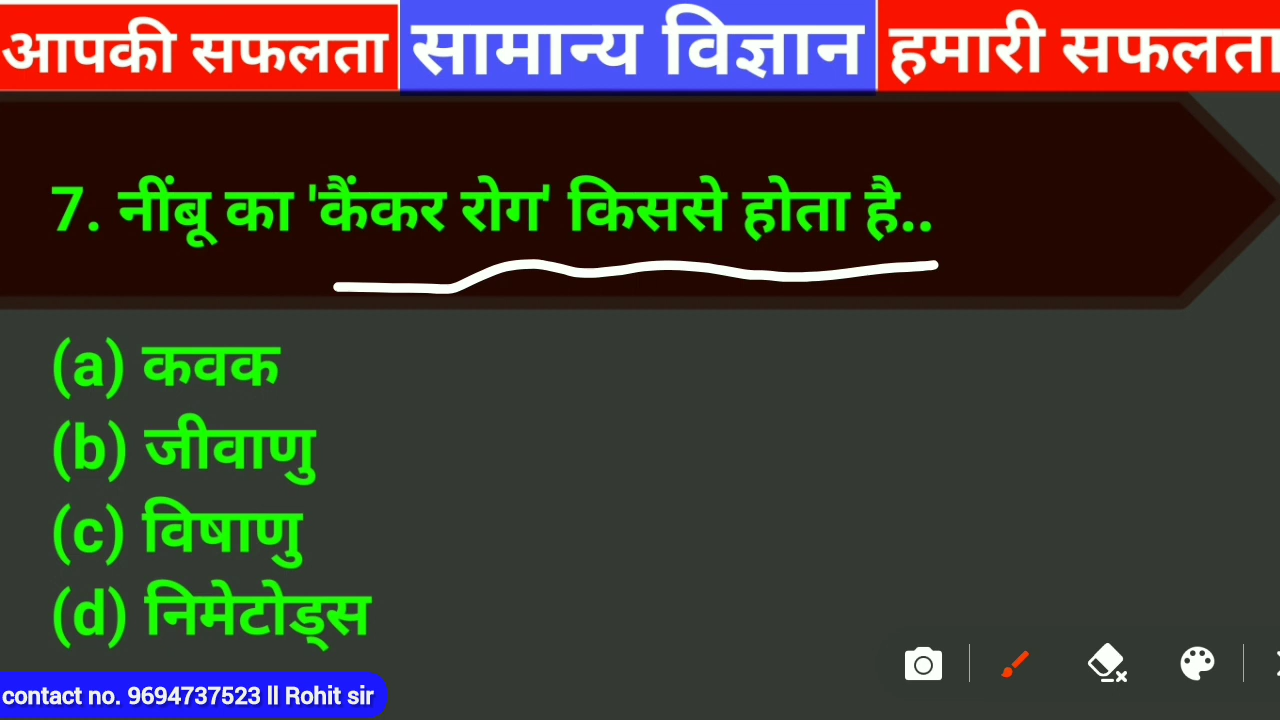 आपकी सफलता सामान्य विज्ञान हमारी सफलता
7. नींबू का 'कैंकर रोग' किससे होता है..
(a) कवक
(b) जीवाणु
(c) विषाणु
(d) निमेटोड्स
contact no. 9694737523 ll Rohit sir